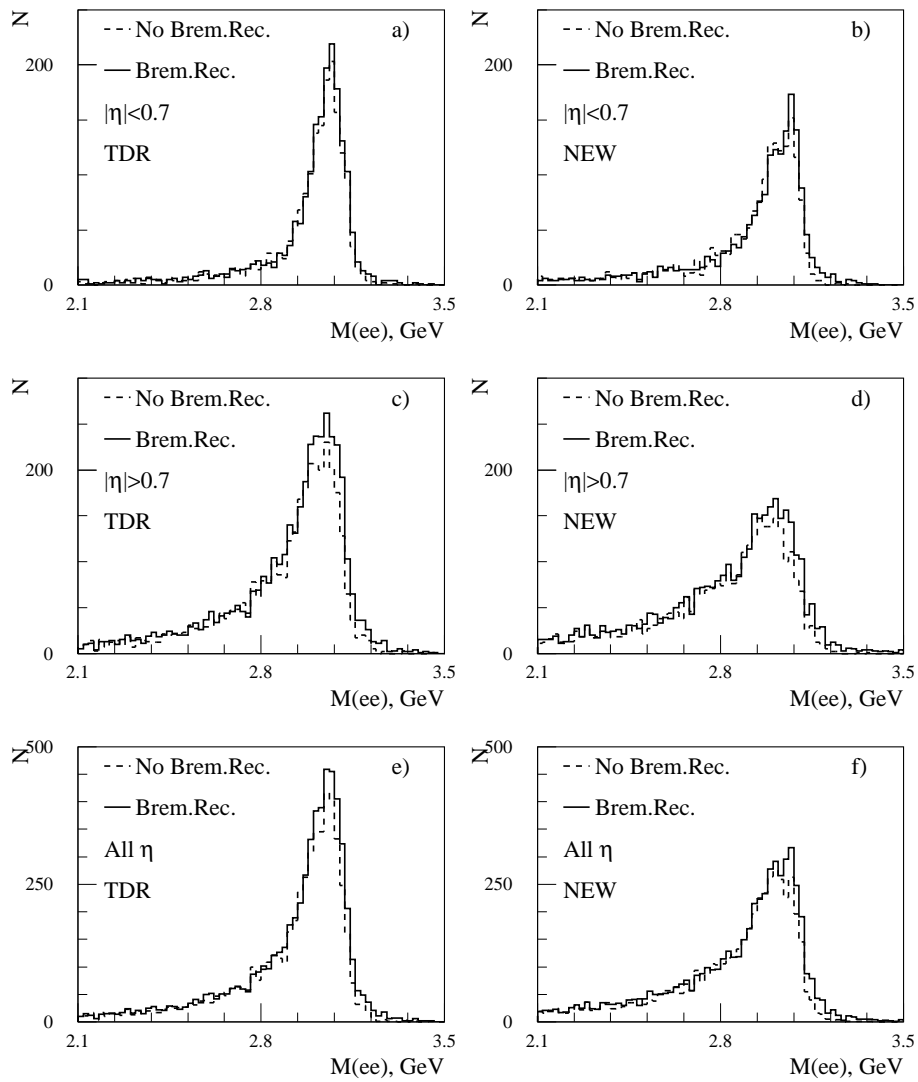 N
No Brem.Rec. a)
200
Brem.Rec.
|η|<0.7
TDR
0
2.1 2.8 3.5
M(ee), GeV
N
No Brem.Rec. b)
200
Brem.Rec.
|η|<0.7
NEW
0
2.1 2.8 3.5
M(ee), GeV
N
No Brem.Rec. c)
Brem.Rec.
200
|η|>0.7
TDR
0
2.1 2.8 3.5
M(ee), GeV
N
No Brem.Rec. d)
Brem.Rec.
200
|η|>0.7
NEW
0
2.1 2.8 3.5
M(ee), GeV
500
N
No Brem.Rec. e)
Brem.Rec.
All η
250
TDR
0
2.1 2.8 3.5
M(ee), GeV
500
N
No Brem.Rec. f)
Brem.Rec.
All η
250
NEW
0
2.1 2.8 3.5
M(ee), GeV